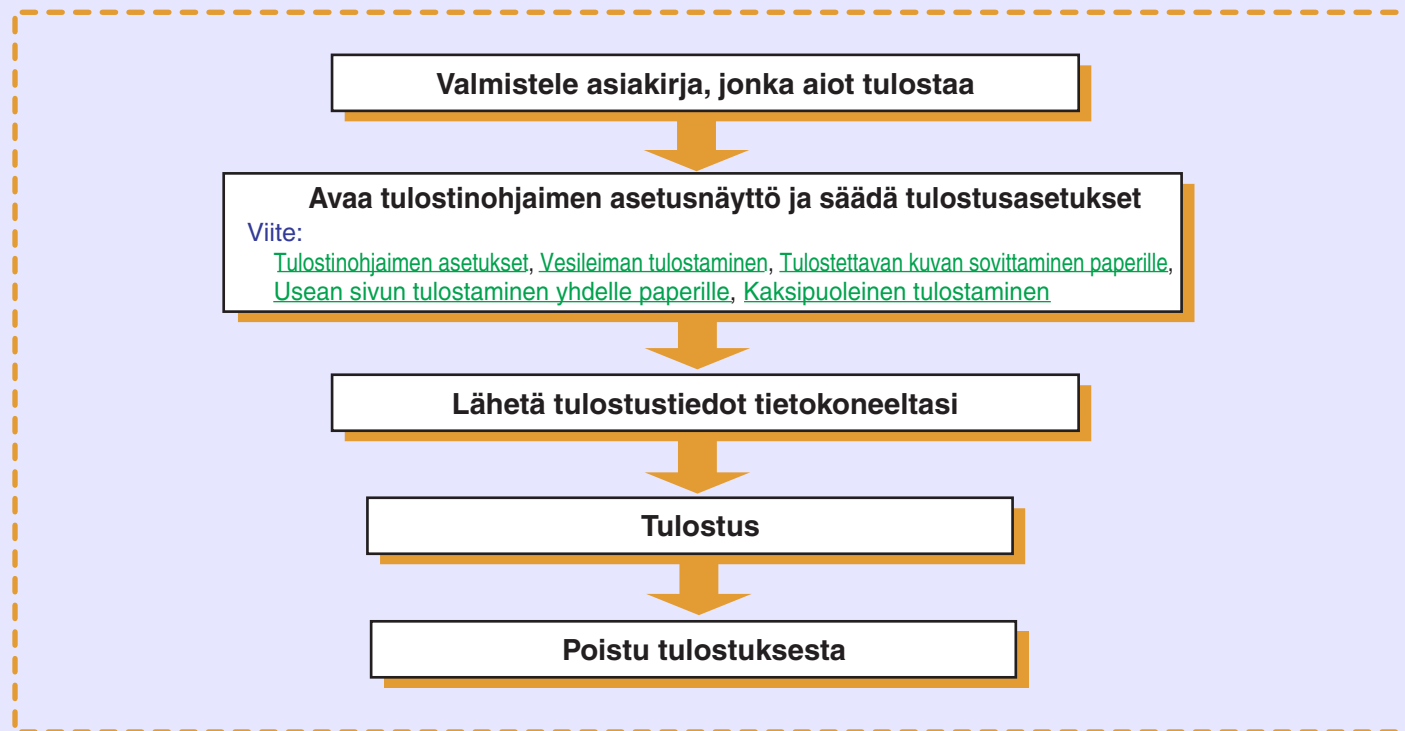 Valmistele asiakirja, jonka aiot tulostaa
Avaa tulostinohjaimen asetusnäyttö ja säädä tulostusasetukset
Viite:
Tulostinohjaimen asetukset, Vesileiman tulostaminen, Tulostettavan kuvan sovittaminen paperille,
Usean sivun tulostaminen yhdelle paperille, Kaksipuoleinen tulostaminen
Lähetä tulostustiedot tietokoneeltasi
Tulostus
Poistu tulostuksesta